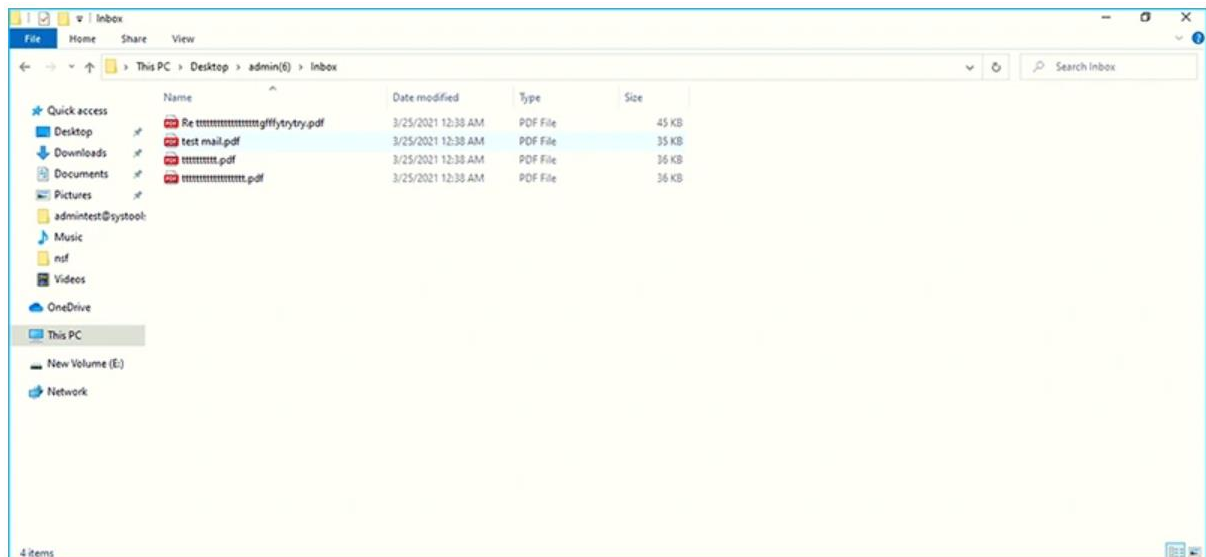 Inbox
File Home Share View
This PC > Desktop > admin(6) > Inbox
Search Inbox
Name Date modified Type Size
Quick access
Desktop
Downloads
Documents
Pictures
admintest@systool:
Music
nsf
Videos
OneDrive
This PC
New Volume (E:)
Network
3/25/2021 12:38 AM PDF File 45 KB
test mail.pdf 3/25/2021 12:38 AM PDF File 35 KB
3/25/2021 12:38 AM PDF File 36 KB
3/25/2021 12:38 AM PDF File 36 KB
4 items